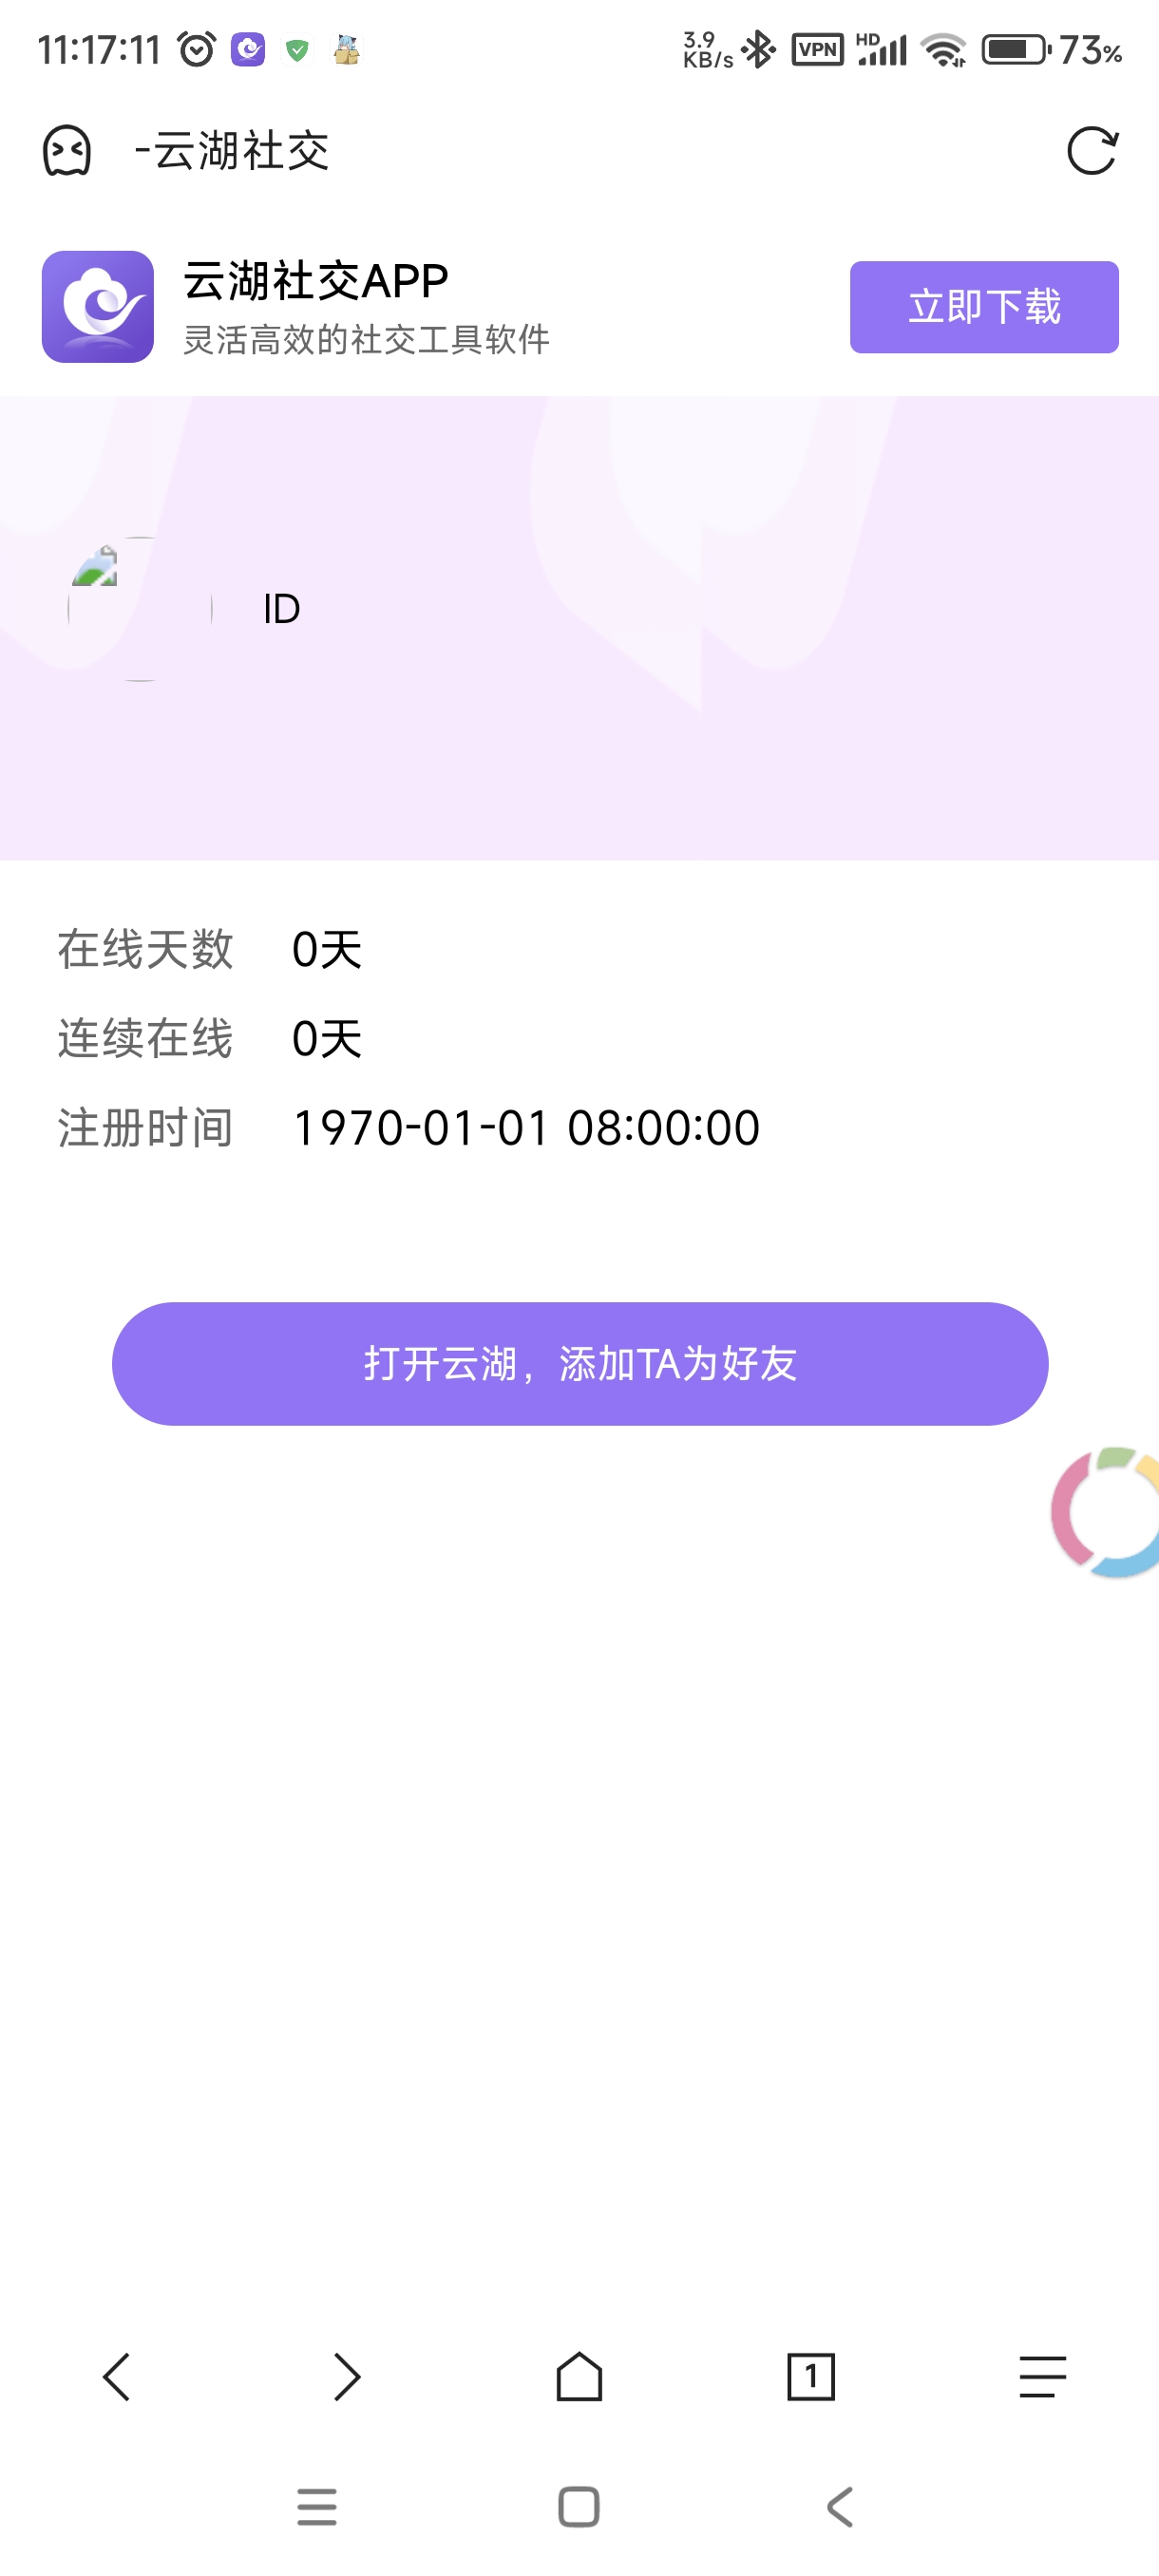 11:17:11 3.9 KB/s VPN HD 73%
-云湖社交
云湖社交APP
灵活高效的社交工具软件
立即下载
ID
在线天数 0天
连续在线 0天
注册时间 1970-01-01 08:00:00
打开云湖，添加TA为好友
1